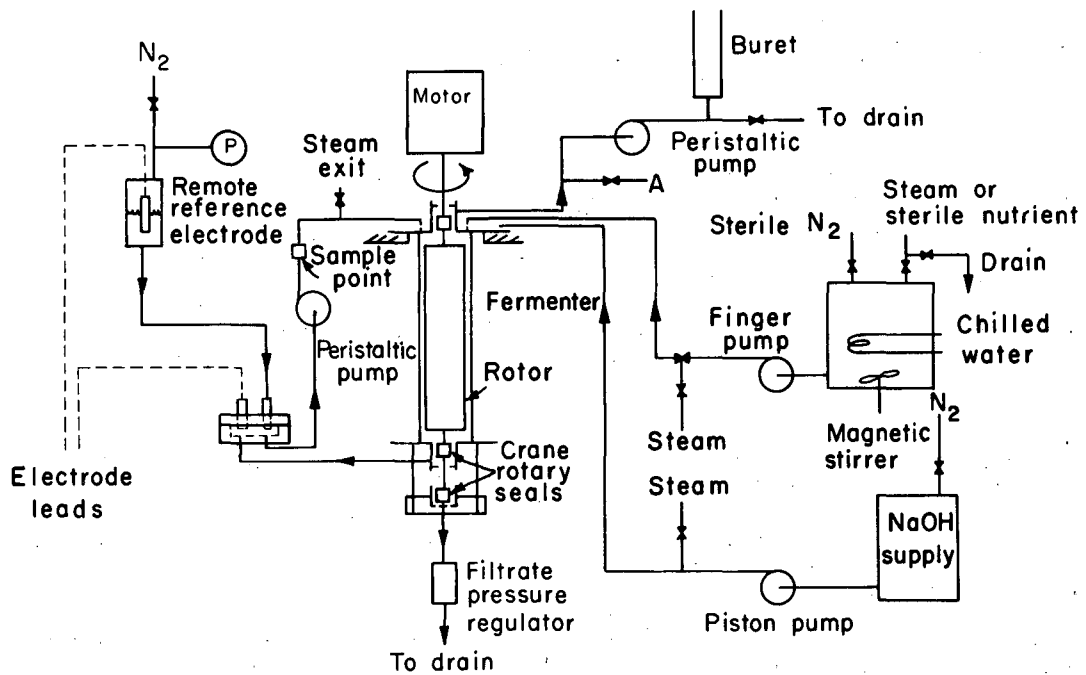 N2
Motor
Buret
P
Steam
exit
Peristaltic
pump
To drain
A
Remote
reference
electrode
Sample
point
Sterile N2
Steam or
sterile nutrient
Drain
Fermenter
Finger
pump
Chilled
water
Peristaltic
pump
Rotor
Steam
Magnetic
stirrer
N2
Crane
rotary
seals
Steam
Electrode
leads
NaOH
supply
Filtrate
pressure
regulator
Piston pump
To drain